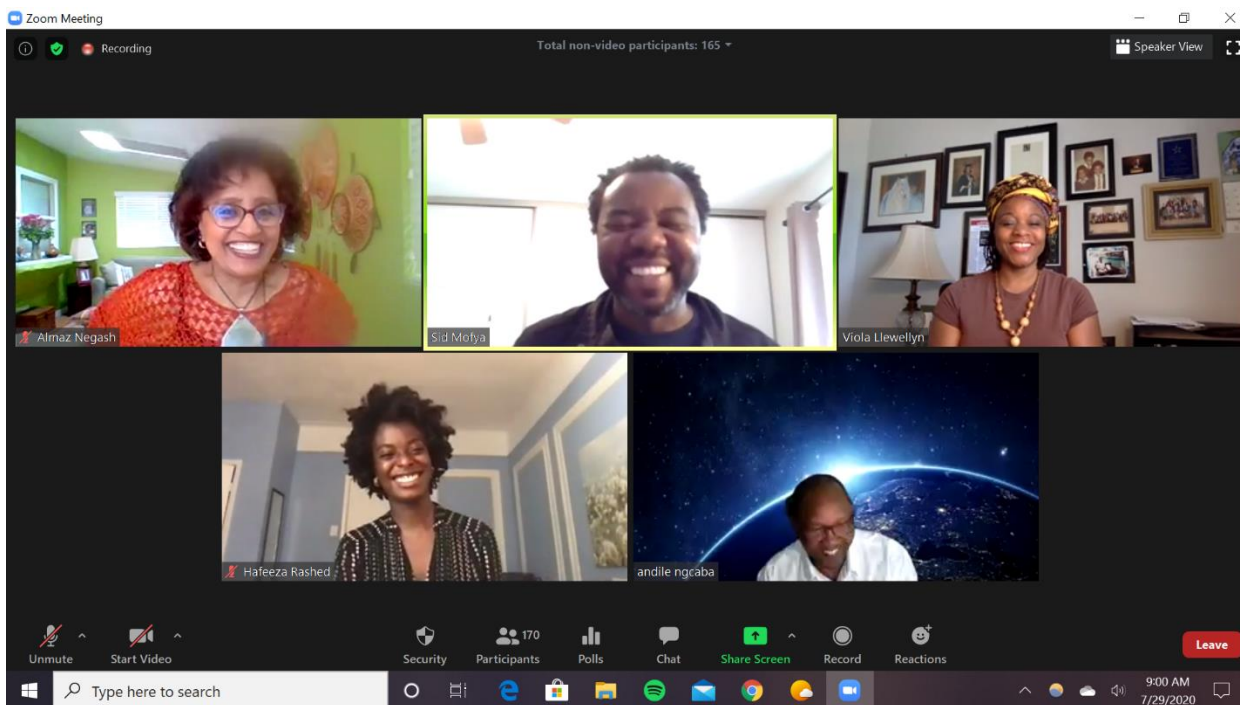 Zoom Meeting
Recording
Total non-video participants: 165
Speaker View
Almaz Negash
Sid Mofya
Viola Llewellyn
Hafeeza Rashed
andile ngcaba
170
Unmute
Start Video
Security
Participants
Polls
Chat
Share Screen
Record
Reactions
Leave
Type here to search
9:00 AM
7/29/2020